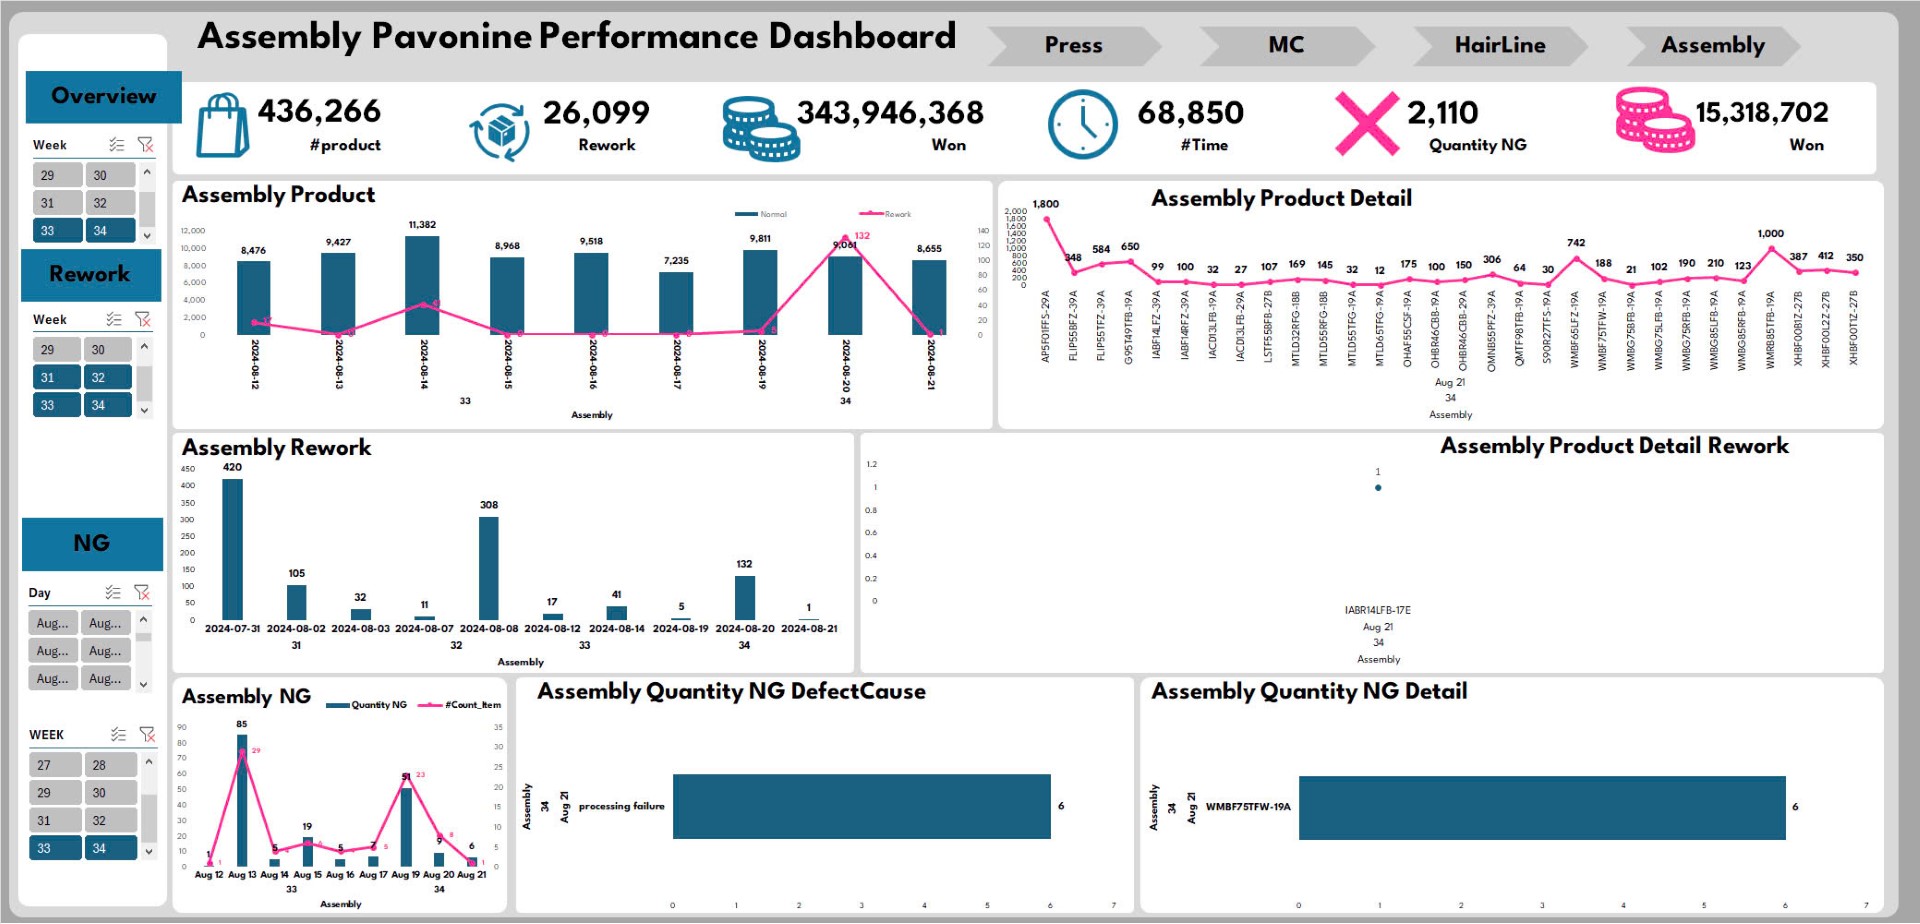 Assembly Pavonine Performance Dashboard
Press
MC
HairLine
Assembly
Overview
436,266
#product
26,099
Rework
343,946,368
Won
68,850
#Time
2,110
Quantity NG
15,318,702
Won
Week
29 30
31 32
33 34
Rework
Week
29 30
31 32
33 34
NG
Day
Aug... Aug...
Aug... Aug...
Aug... Aug...
WEEK
27 28
29 30
31 32
33 34
Assembly Product
Normal Rework
12,000
10,000
8,000
6,000
4,000
2,000
0
140
120
100
80
60
40
20
0
8,476 9,427 11,382 8,968 9,518 7,235 9,811 9,061 8,655
132
2024-08-12 2024-08-13 2024-08-14 2024-08-15 2024-08-16 2024-08-17 2024-08-19 2024-08-20 2024-08-21
33 34
Assembly
Assembly Product Detail
2,000
1,800
1,600
1,400
1,200
1,000
800
600
400
200
0
1,800 348 584 650 99 100 32 27 107 169 145 32 12 175 100 150 306 64 30 742 188 21 102 190 210 123 1,000 387 412 350
AP5F01FFS-29A
FLIP55BFZ-39A
FLIP55TFZ-39A
G95T49TFB-19A
IABF14LFZ-39A
IABF14RFZ-39A
IACD13LFB-19A
IACD13LFB-29A
LSTF55BFB-27B
MTLD32RFG-18B
MTLD55RFG-18B
MTLD55TFG-19A
MTLD65TFG-19A
OHAF55CSF-19A
OHBR46CBB-19A
OHBR46CBB-29A
OMNB55PFZ-39A
QMTF98TFB-19A
S90R27TFS-19A
WMBF65LFZ-19A
WMBF75TFW-19A
WMBG75BFB-19A
WMBG75LFB-19A
WMBG75RFB-19A
WMBG85LFB-19A
WMBG85RFB-19A
WMRB85TFB-19A
XHBF00B1Z-27B
XHBF00L2Z-27B
XHBF00T1Z-27B
Aug 21
34
Assembly
Assembly Rework
450
400
350
300
250
200
150
100
50
0
420 105 32 11 308 17 41 5 132 1
2024-07-31 2024-08-02 2024-08-03 2024-08-07 2024-08-08 2024-08-12 2024-08-14 2024-08-19 2024-08-20 2024-08-21
31 32 33 34
Assembly
Assembly Product Detail Rework
1.2
1
0.8
0.6
0.4
0.2
0
1
IABR14LFB-17E
Aug 21
34
Assembly
Assembly NG
Quantity NG #Count_Item
90
80
70
60
50
40
30
20
10
0
35
30
25
20
15
10
5
0
1 85 5 19 5 7 51 9 6
1 29 5 23 8 1
Aug 12 Aug 13 Aug 14 Aug 15 Aug 16 Aug 17 Aug 19 Aug 20 Aug 21
33 34
Assembly
Assembly Quantity NG DefectCause
Assembly
34
Aug 21
processing failure
6
0 1 2 3 4 5 6 7
Assembly Quantity NG Detail
Assembly
34
Aug 21
WMBF75TFW-19A
6
0 1 2 3 4 5 6 7